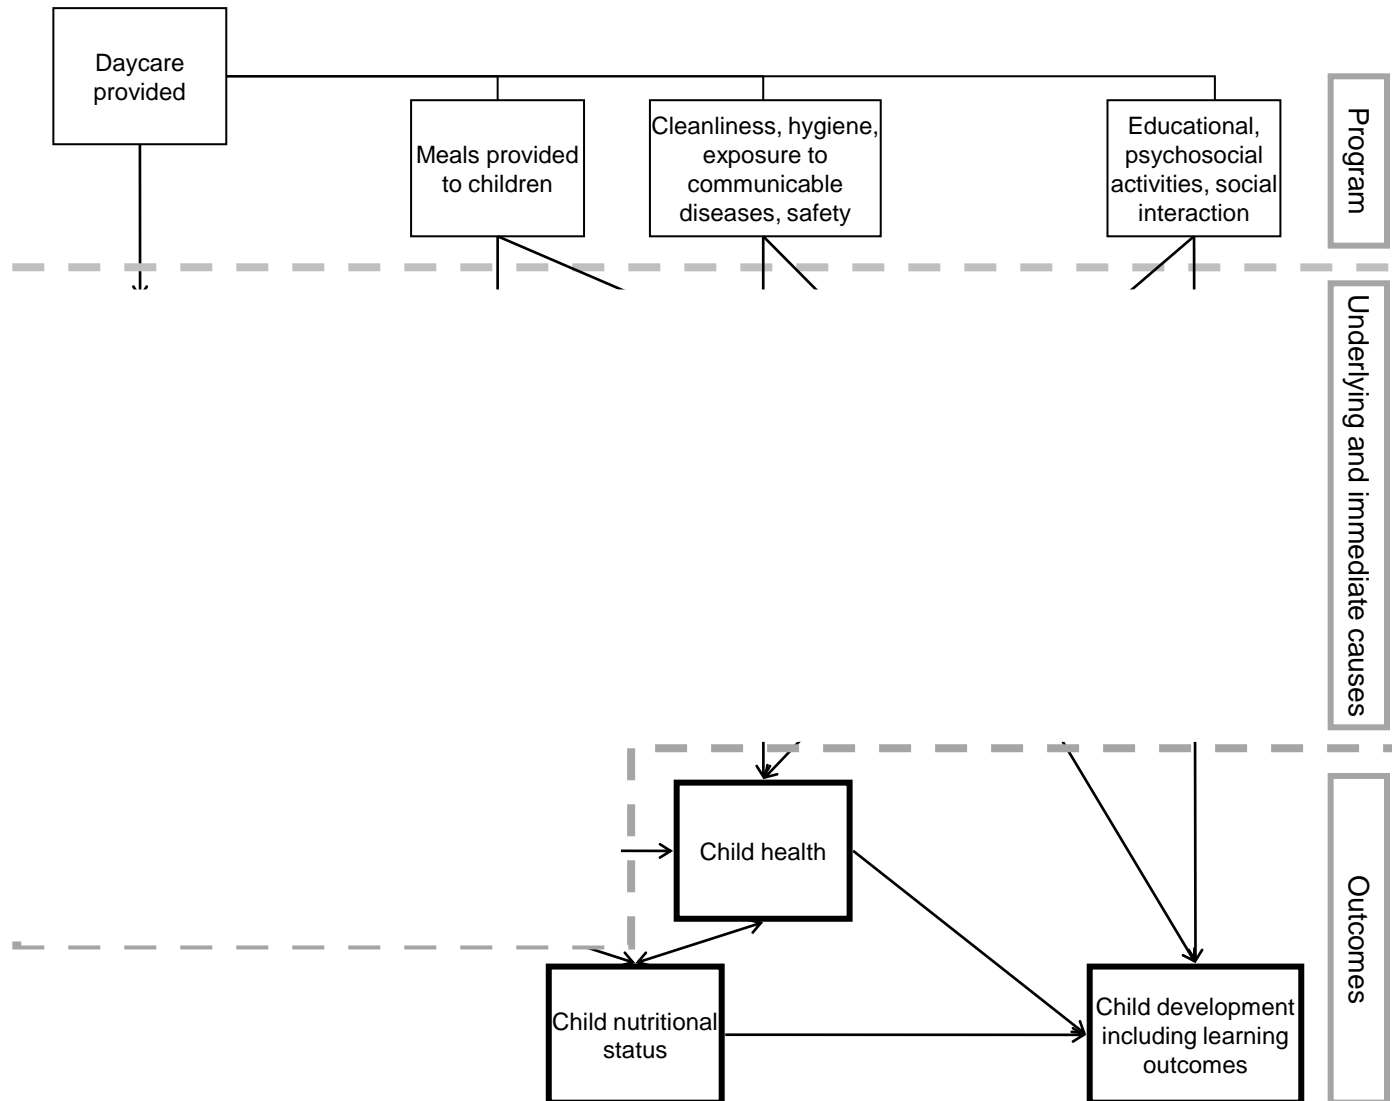 Daycare
provided
Meals provided
to children
Cleanliness, hygiene,
exposure to
communicable
diseases, safety
Educational,
psychosocial
activities, social
interaction
Program
Underlying and immediate causes
Child health
Child nutritional
status
Child development
including learning
outcomes
Outcomes